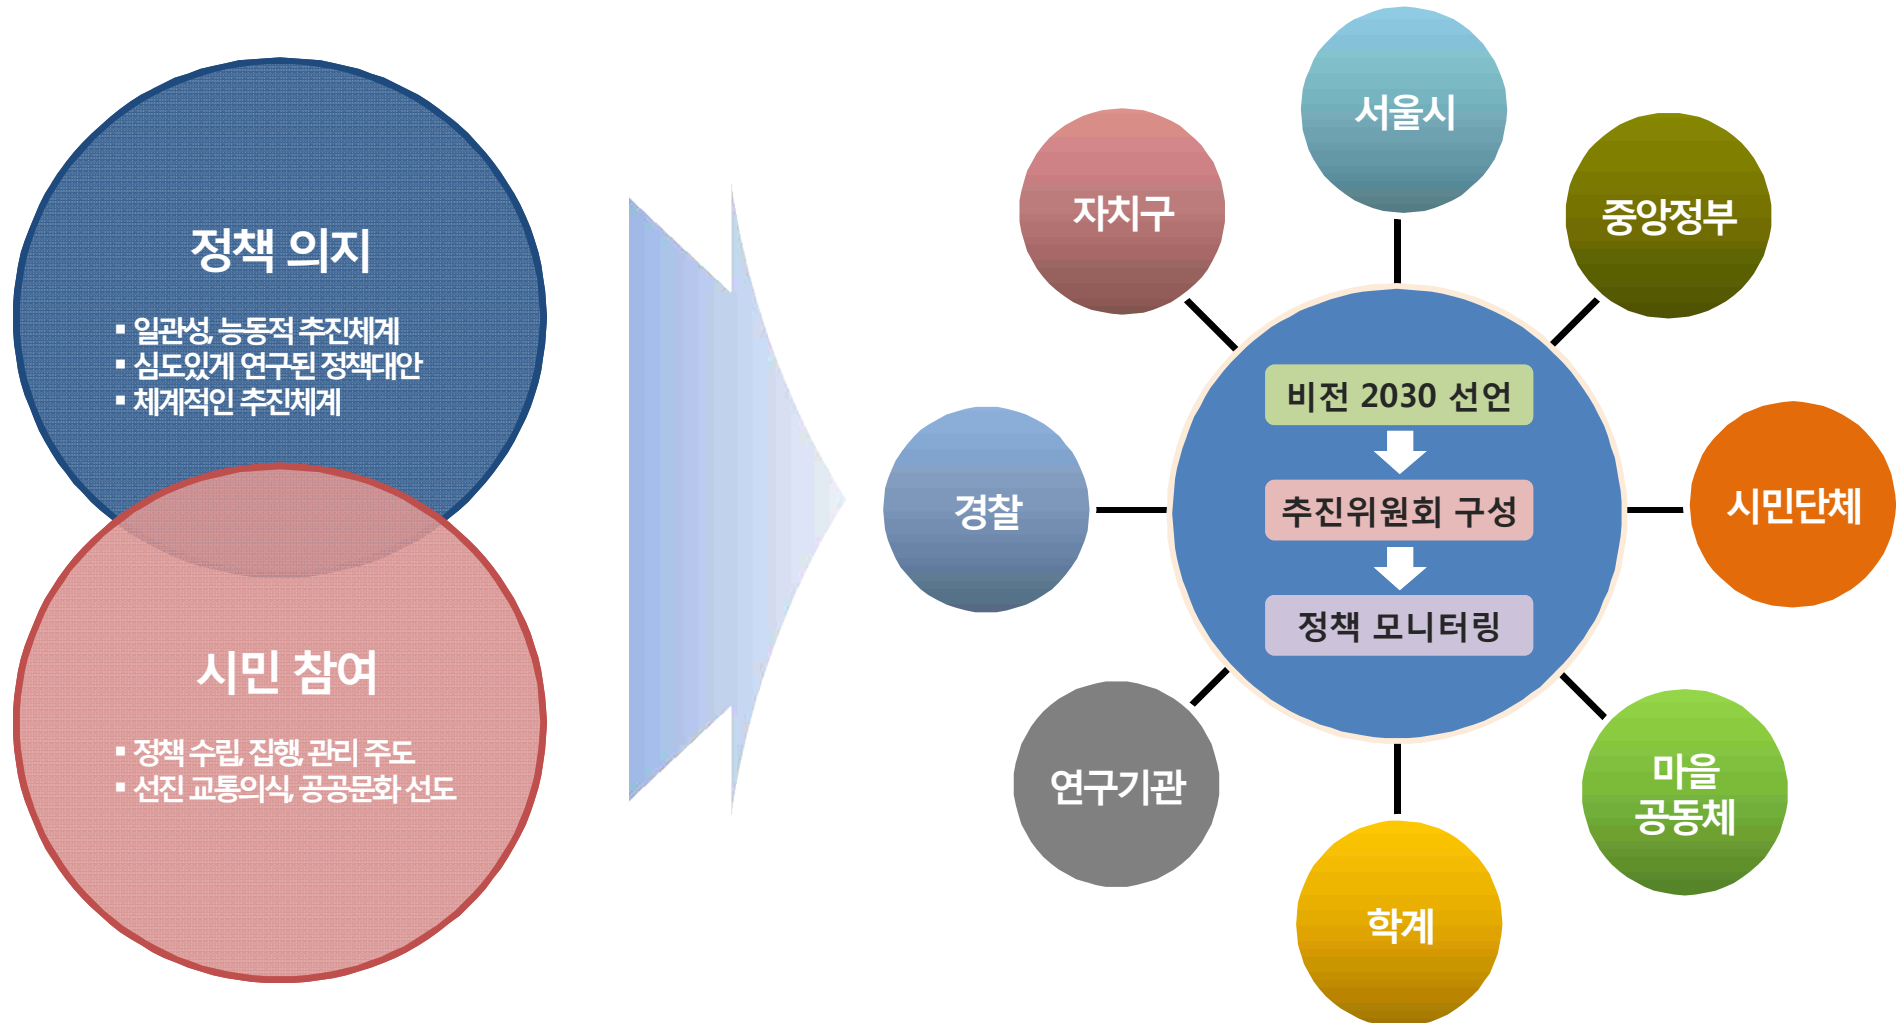 정책 의지
▪ 일관성, 능동적 추진체계
▪ 심도있게 연구된 정책대안
▪ 체계적인 추진체계
시민 참여
▪ 정책 수립, 집행, 관리 주도
▪ 선진 교통의식, 공공문화 선도
서울시
자치구
중앙정부
경찰
비전 2030 선언
추진위원회 구성
정책 모니터링
시민단체
연구기관
마을
공동체
학계